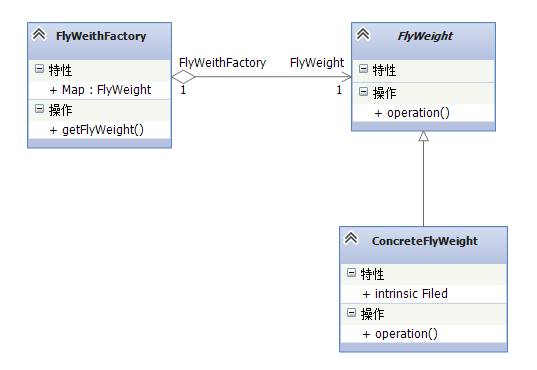 FlyWeithFactory
特性
+ Map : FlyWeight
操作
+ getFlyWeight()
FlyWeithFactory
1
FlyWeight
1
FlyWeight
特性
操作
+ operation()
ConcreteFlyWeight
特性
+ intrinsic Filed
操作
+ operation()